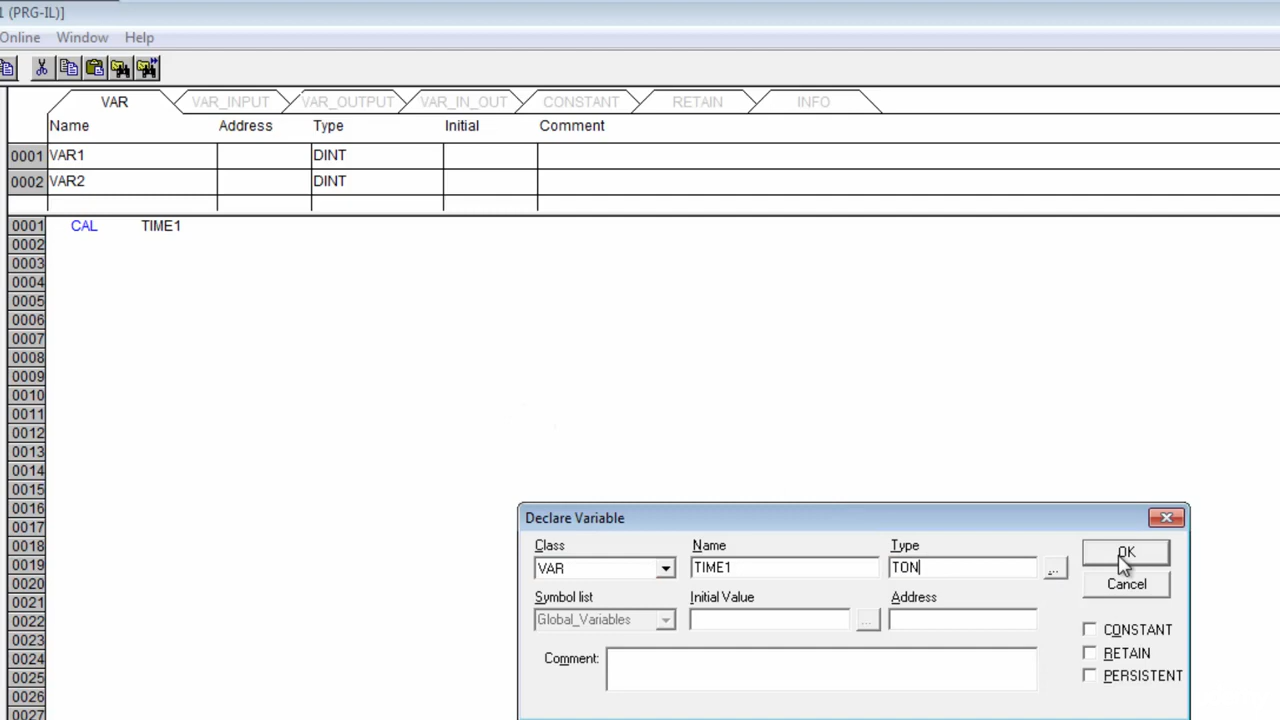 1 (PRG-IL)]
Online Window Help
VAR VAR_INPUT VAR_OUTPUT VAR_IN_OUT CONSTANT RETAIN INFO
Name Address Type Initial Comment
0001 VAR1 DINT
0002 VAR2 DINT
0001 CAL TIME1
0002
0003
0004
0005
0006
0007
0008
0009
0010
0011
0012
0013
0014
0015
0016
0017
0018
0019
0020
0021
0022
0023
0024
0025
0026
0027
Declare Variable
Class Name Type
VAR TIME1 TON ... OK
Symbol list Initial Value Address Cancel
Global_Variables ...
CONSTANT
Comment: RETAIN
PERSISTENT